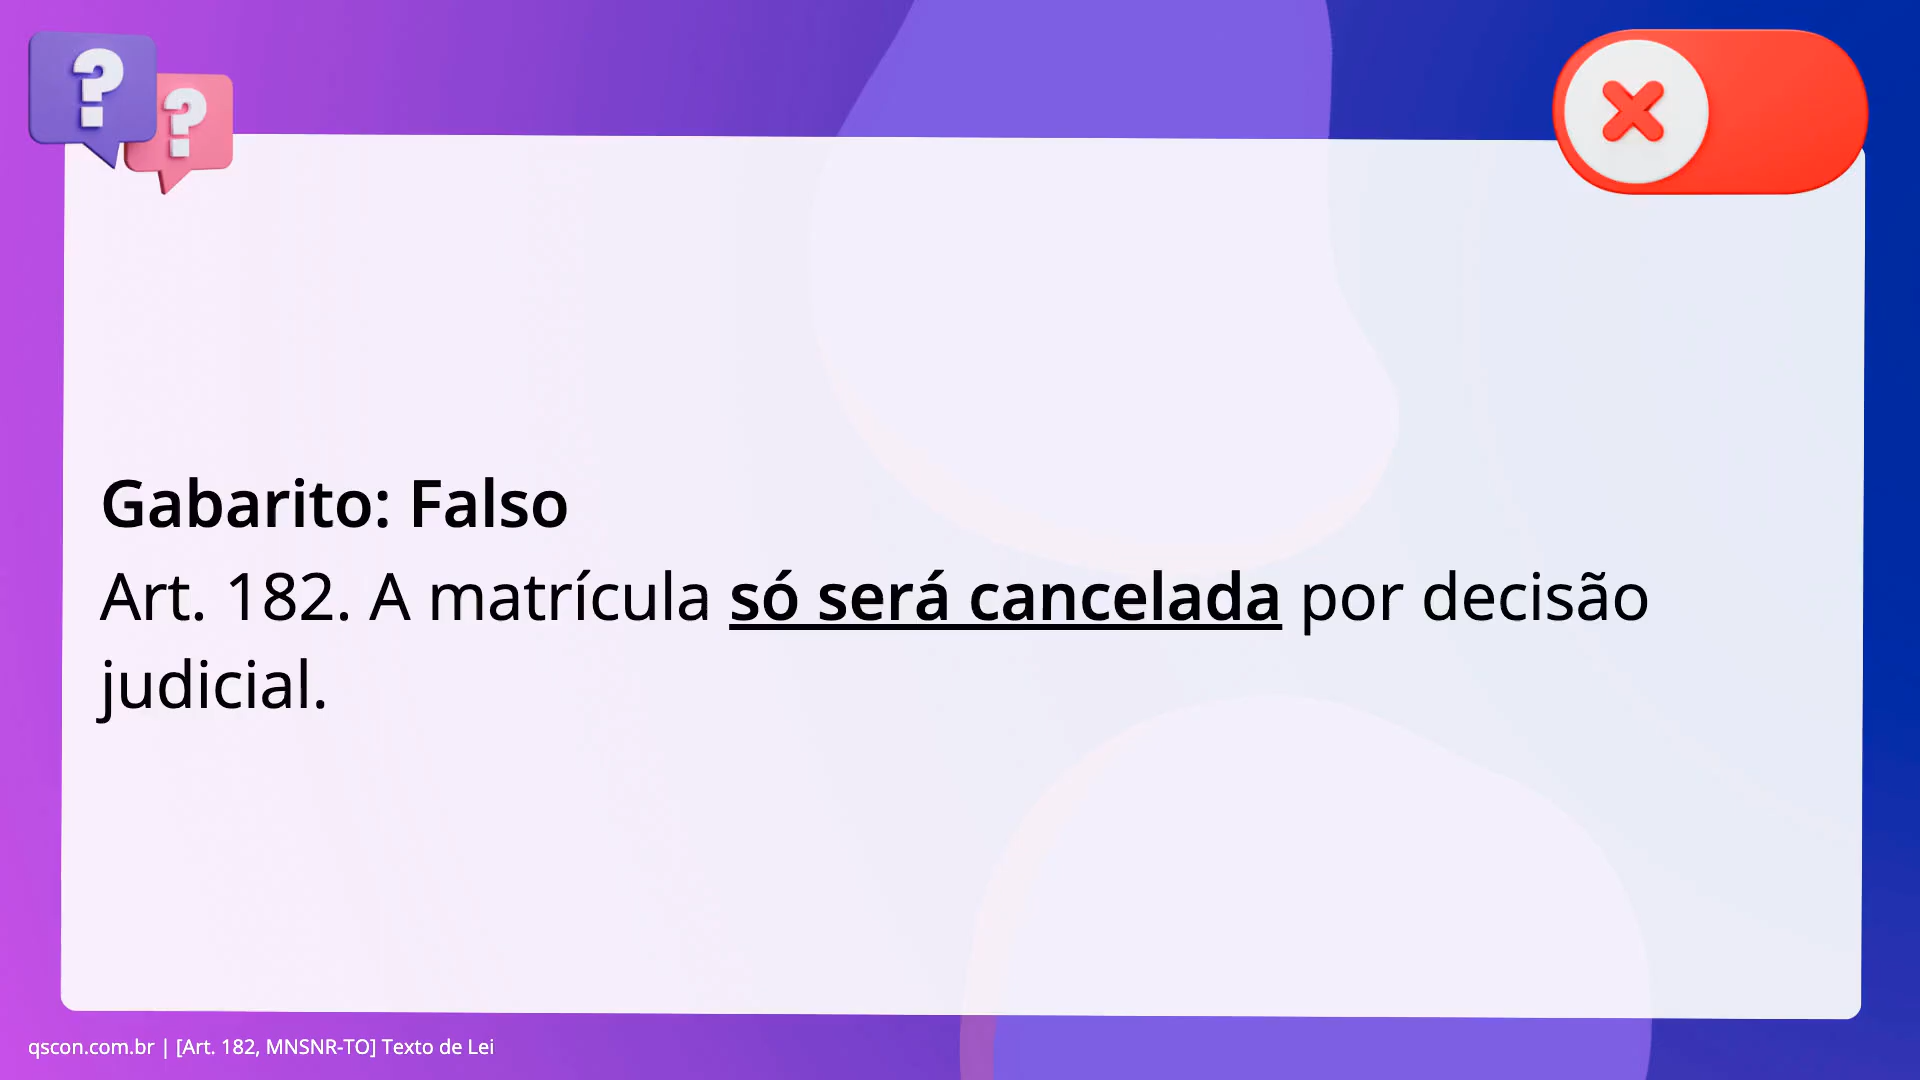 Gabarito: Falso
Art. 182. A matrícula só será cancelada por decisão
judicial.
qscon.com.br | [Art. 182, MNSNR-TO] Texto de Lei